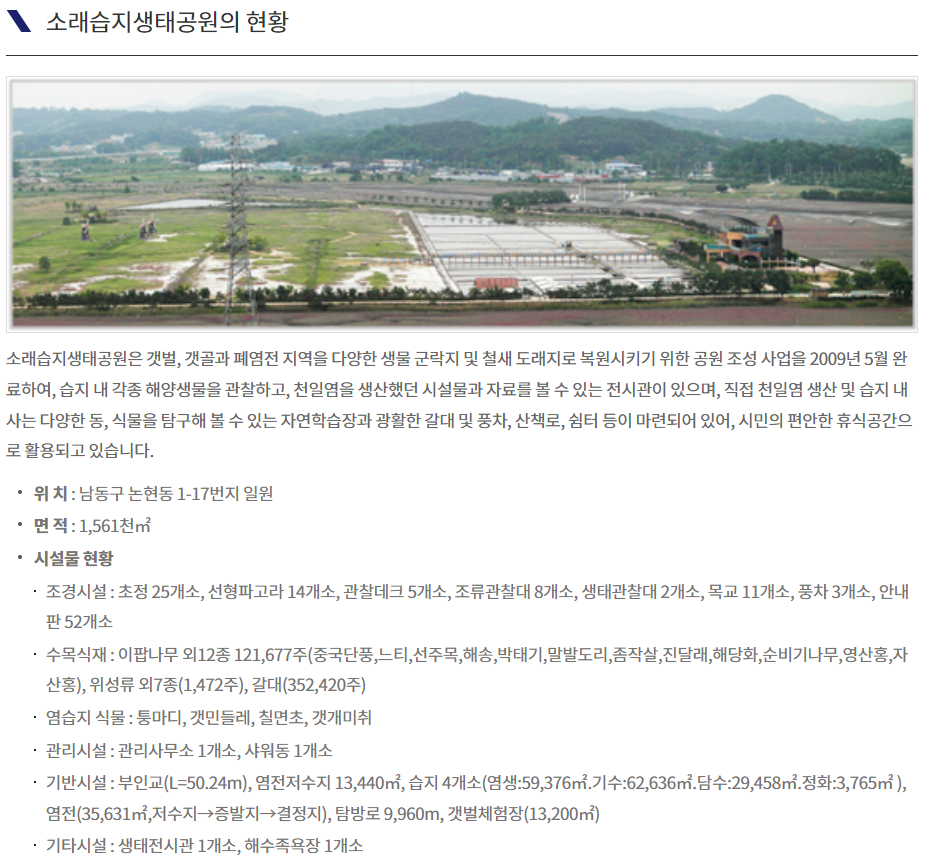 소래습지생태공원의 현황
소래습지생태공원은 갯벌, 갯골과 폐염전 지역을 다양한 생물 군락지 및 철새 도래지로 복원시키기 위한 공원 조성 사업을 2009년 5월 완
료하여, 습지 내 각종 해양생물을 관찰하고, 천일염을 생산했던 시설물과 자료를 볼 수 있는 전시관이 있으며, 직접 천일염 생산 및 습지 내
사는 다양한 동, 식물을 탐구해 볼 수 있는 자연학습장과 광활한 갈대 및 풍차, 산책로, 쉼터 등이 마련되어 있어, 시민의 편안한 휴식공간으
로 활용되고 있습니다.
• 위 치 : 남동구 논현동 1-17번지 일원
• 면 적 : 1,561천㎡
• 시설물 현황
· 조경시설 : 초정 25개소, 선형파고라 14개소, 관찰데크 5개소, 조류관찰대 8개소, 생태관찰대 2개소, 목교 11개소, 풍차 3개소, 안내
판 52개소
· 수목식재 : 이팝나무 외12종 121,677주(중국단풍,느티,선주목,해송,박태기,말발도리,좀작살,진달래,해당화,순비기나무,영산홍,자
산홍), 위성류 외7종(1,472주), 갈대(352,420주)
· 염습지 식물 : 퉁마디, 갯민들레, 칠면초, 갯개미취
· 관리시설 : 관리사무소 1개소, 샤워동 1개소
· 기반시설 : 부인교(L=50.24m), 염전저수지 13,440㎡, 습지 4개소(염생:59,376㎡.기수:62,636㎡.담수:29,458㎡.정화:3,765㎡ ),
염전(35,631㎡,저수지→증발지→결정지), 탐방로 9,960m, 갯벌체험장(13,200㎡)
· 기타시설 : 생태전시관 1개소, 해수족욕장 1개소